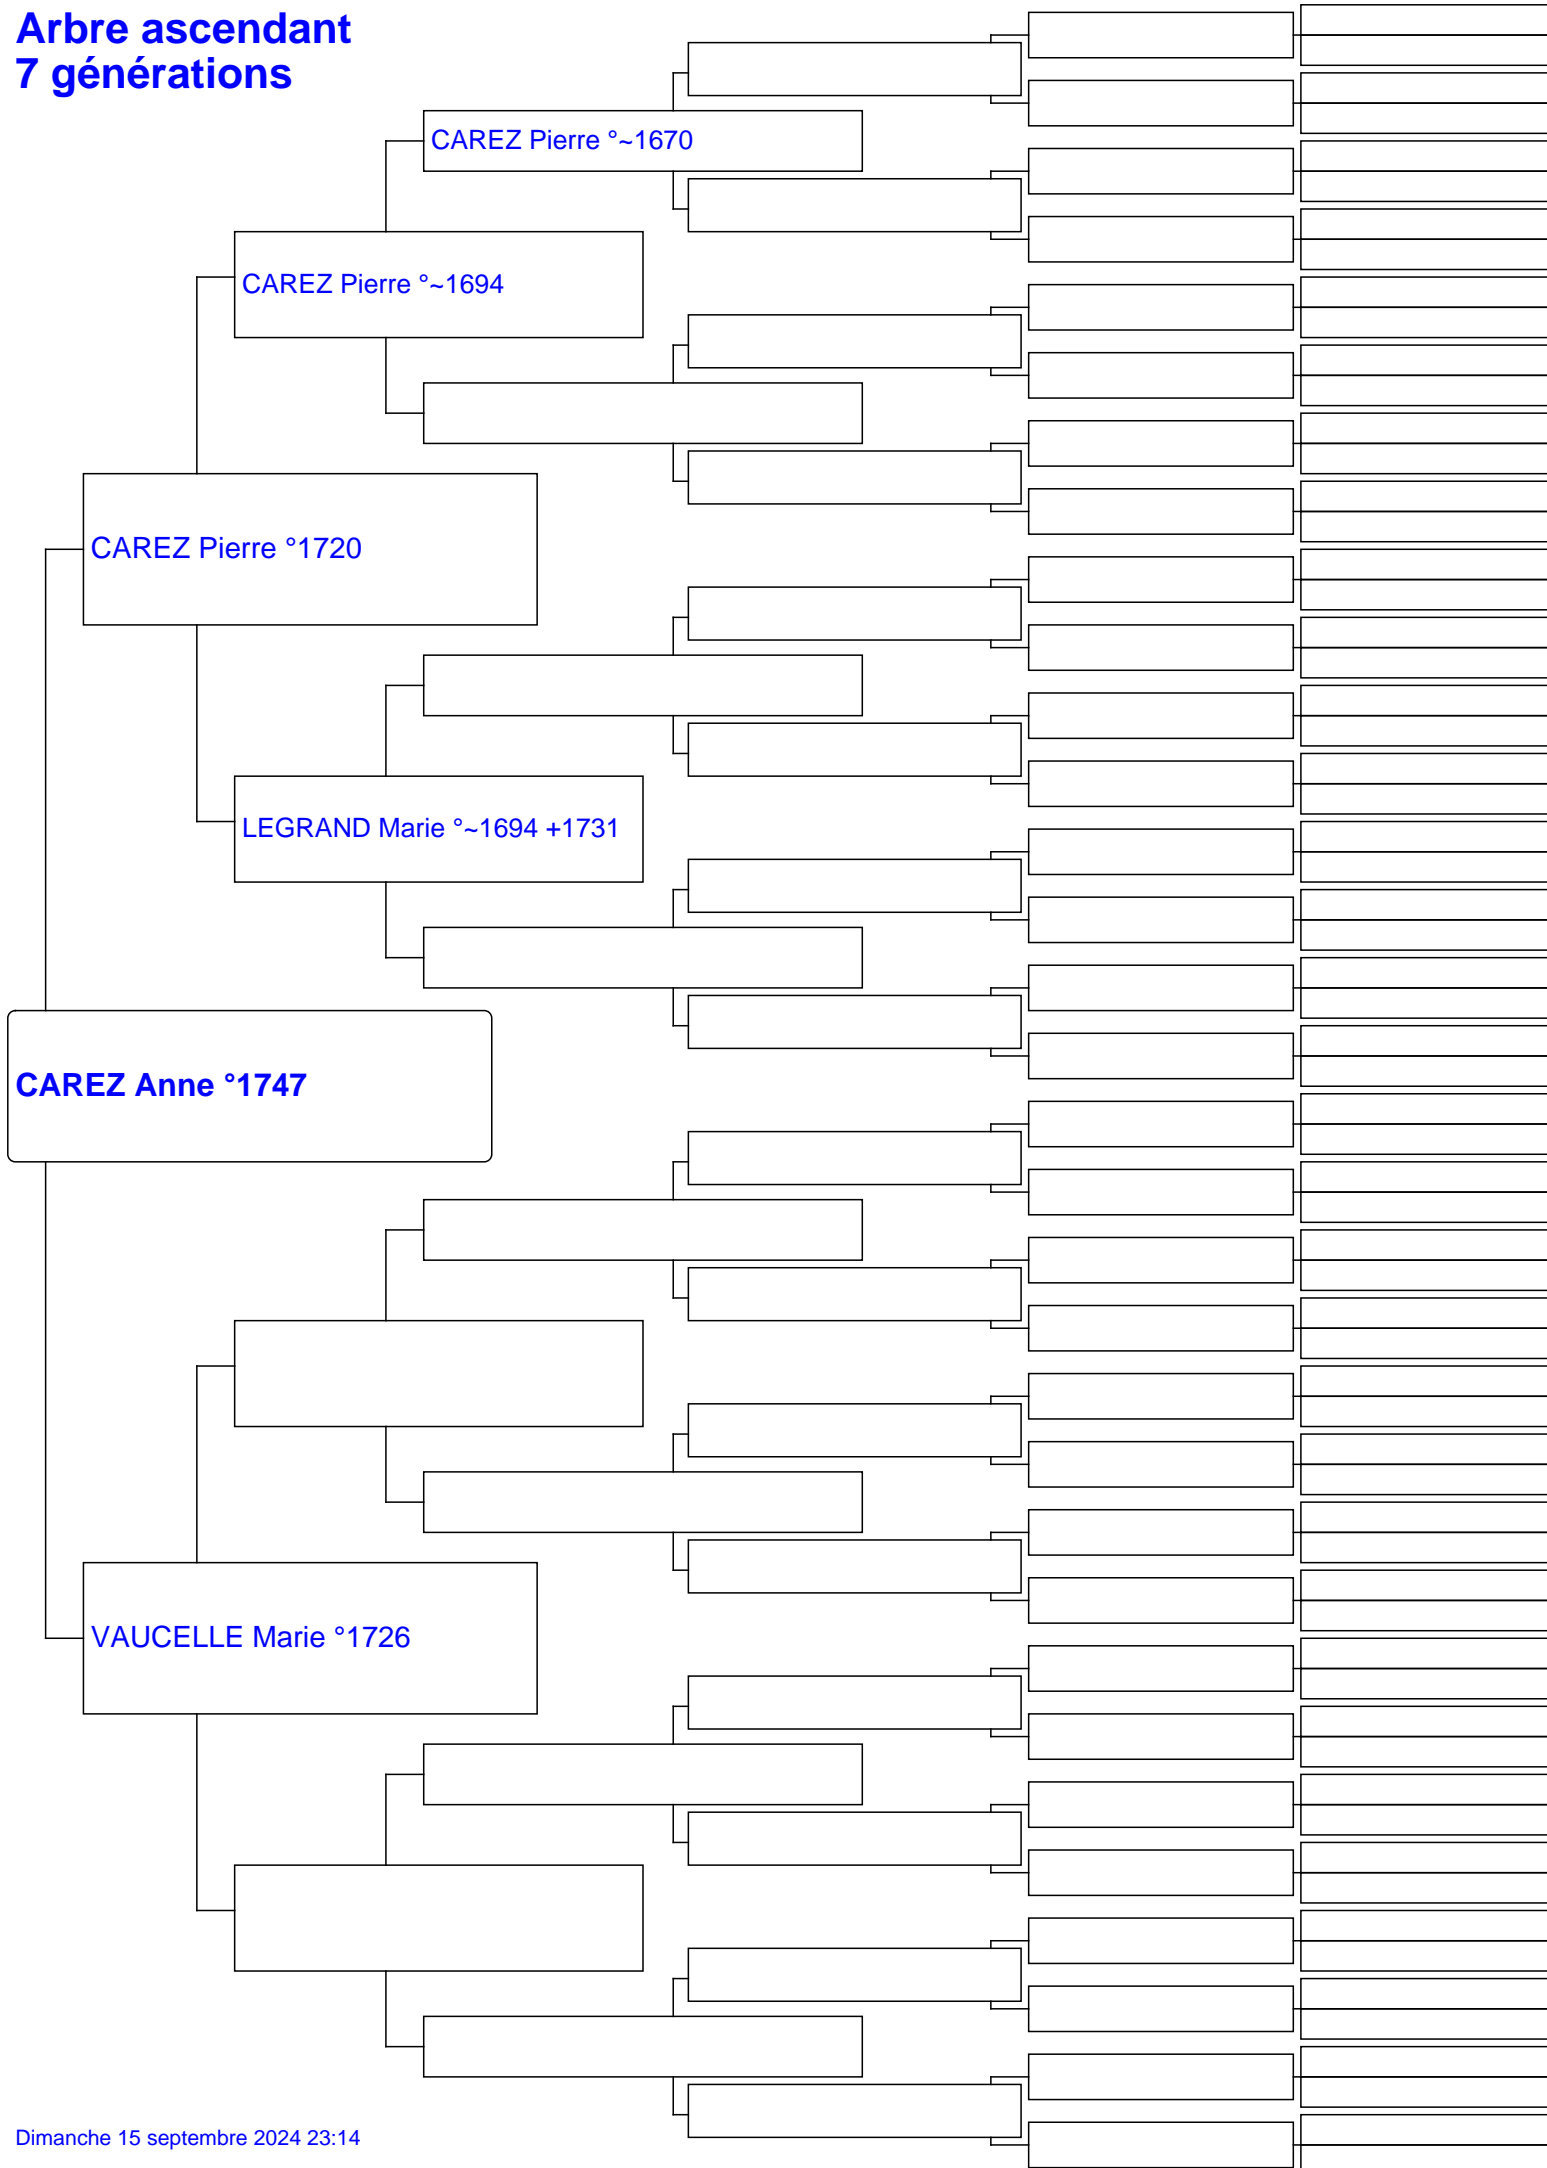 Arbre ascendant
7 générations
CAREZ Pierre °~1670
CAREZ Pierre °~1694
CAREZ Pierre °1720
LEGRAND Marie °~1694 +1731
CAREZ Anne °1747
VAUCELLE Marie °1726
Dimanche 15 septembre 2024 23:14